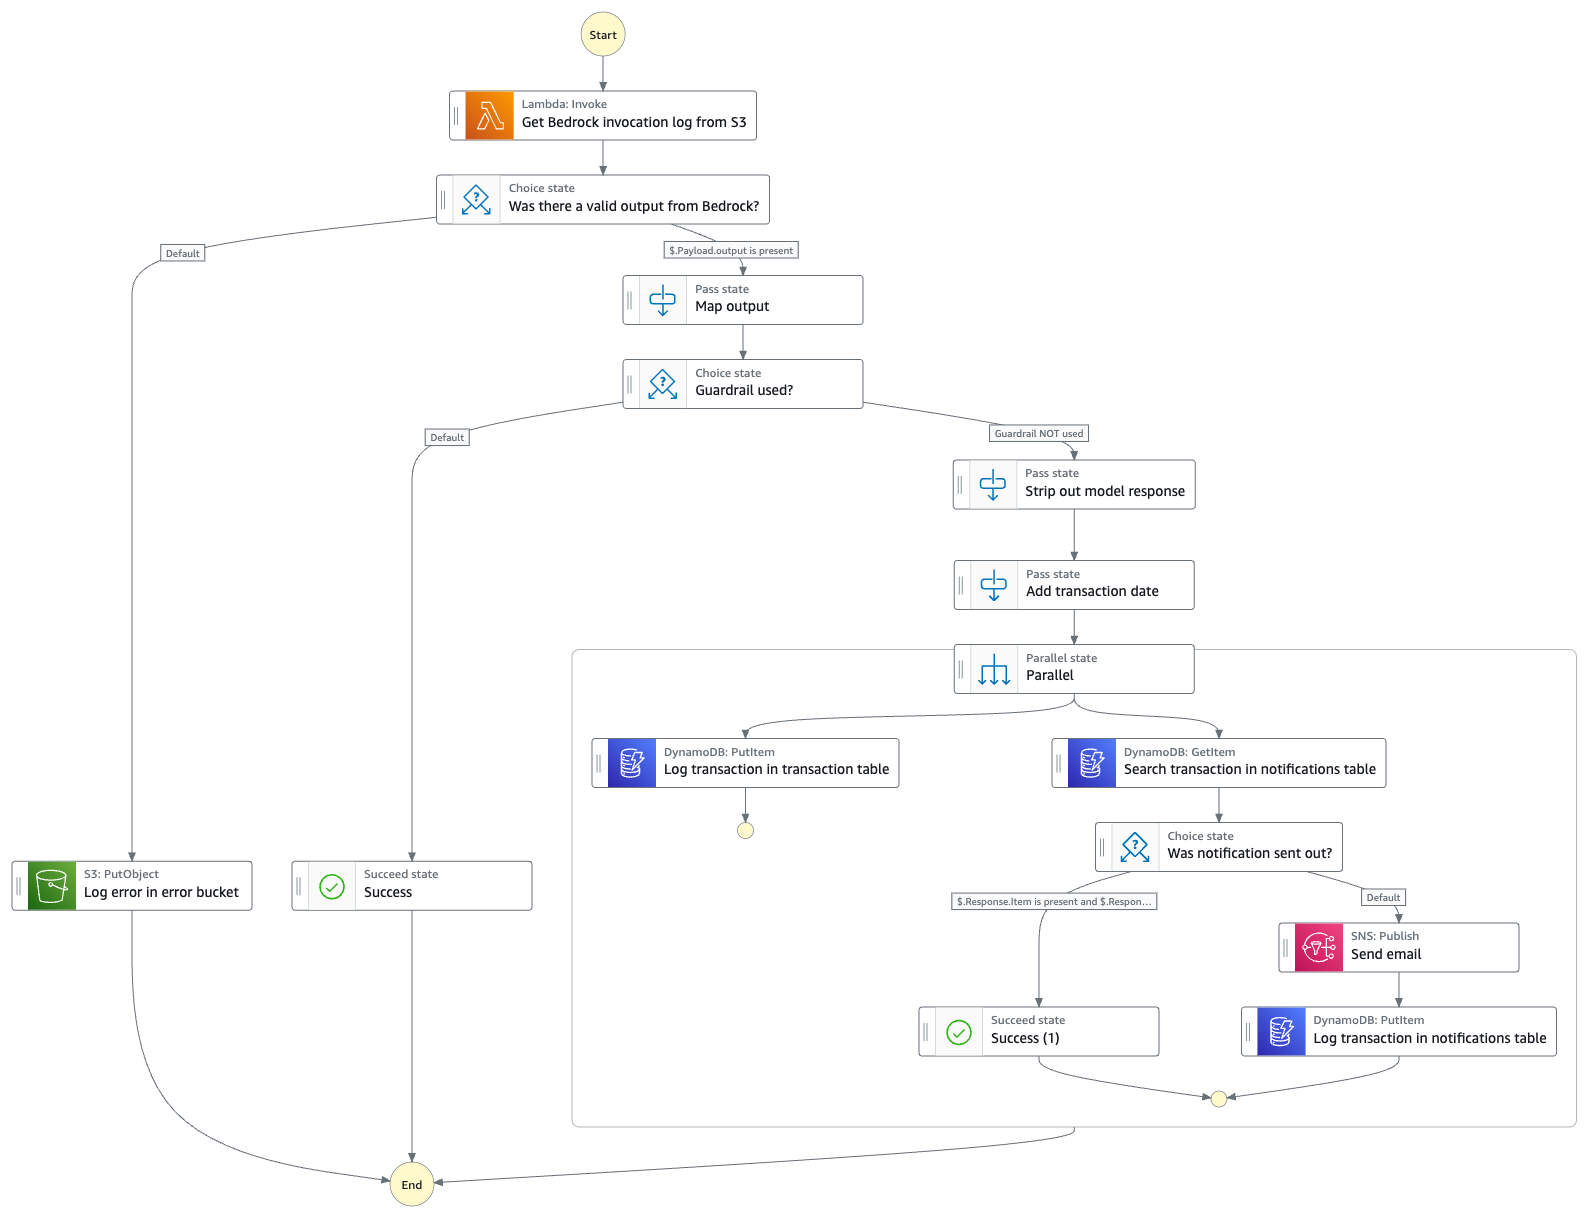 Start
Lambda: Invoke
Get Bedrock invocation log from S3
Choice state
Was there a valid output from Bedrock?
Default
$.Payload.output is present
Pass state
Map output
Choice state
Guardrail used?
Default
Guardrail NOT used
Pass state
Strip out model response
Pass state
Add transaction date
Parallel state
Parallel
DynamoDB: PutItem
Log transaction in transaction table
DynamoDB: GetItem
Search transaction in notifications table
Choice state
Was notification sent out?
S3: PutObject
Log error in error bucket
Succeed state
Success
$.Response.Item is present and $.Respon...
Default
SNS: Publish
Send email
Succeed state
Success (1)
DynamoDB: PutItem
Log transaction in notifications table
End